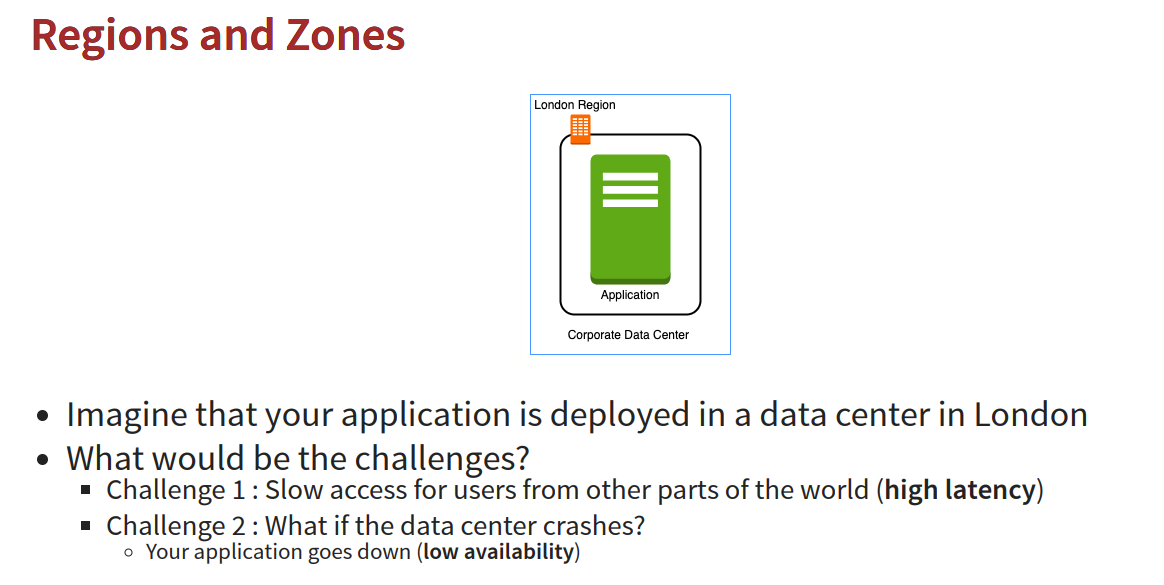 Regions and Zones
London Region
Application
Corporate Data Center
Imagine that your application is deployed in a data center in London
What would be the challenges?
Challenge 1 : Slow access for users from other parts of the world (high latency)
Challenge 2 : What if the data center crashes?
Your application goes down (low availability)